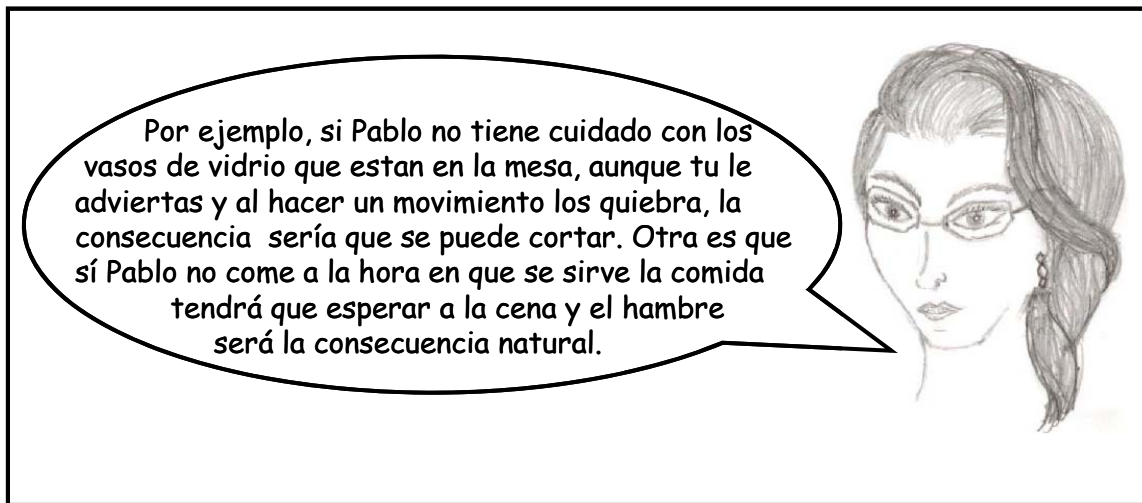 Por ejemplo, si Pablo no tiene cuidado con los
vasos de vidrio que estan en la mesa, aunque tu le
adviertas y al hacer un movimiento los quiebra, la
consecuencia sería que se puede cortar. Otra es que
sí Pablo no come a la hora en que se sirve la comida
tendrá que esperar a la cena y el hambre
será la consecuencia natural.